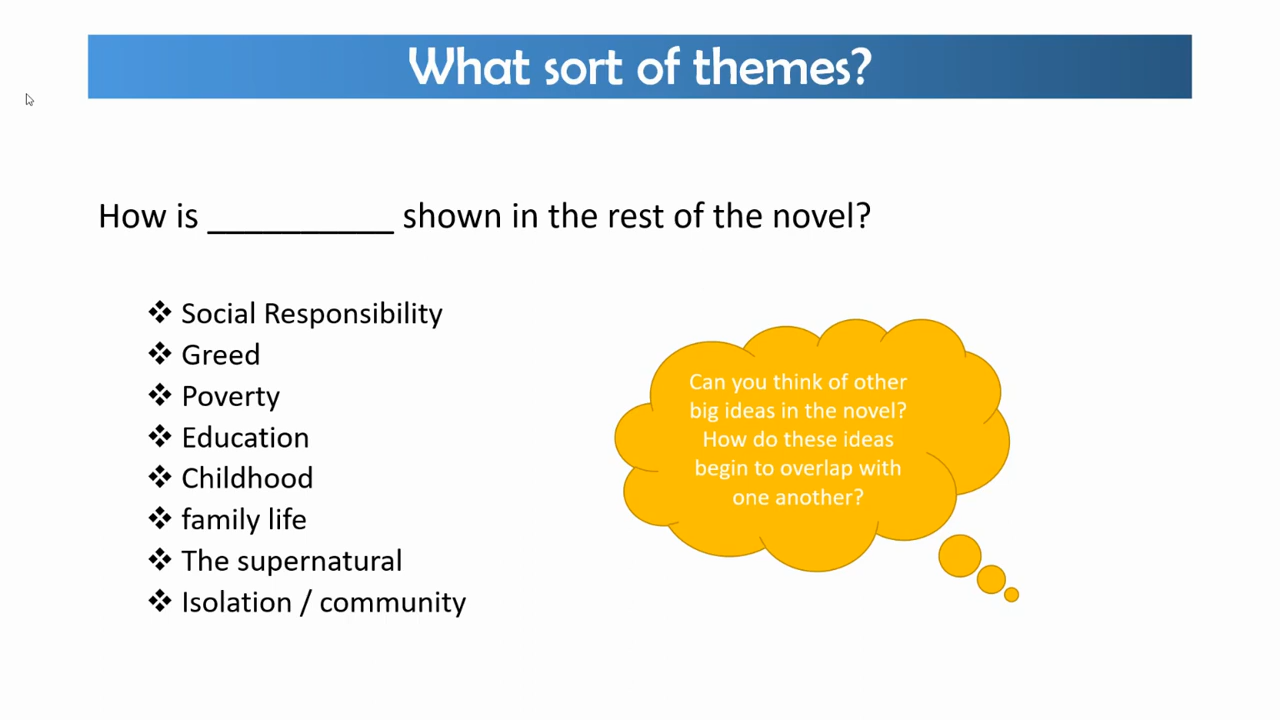 What sort of themes?
How is __________ shown in the rest of the novel?
❖ Social Responsibility
❖ Greed
❖ Poverty
❖ Education
❖ Childhood
❖ family life
❖ The supernatural
❖ Isolation / community
Can you think of other
big ideas in the novel?
How do these ideas
begin to overlap with
one another?